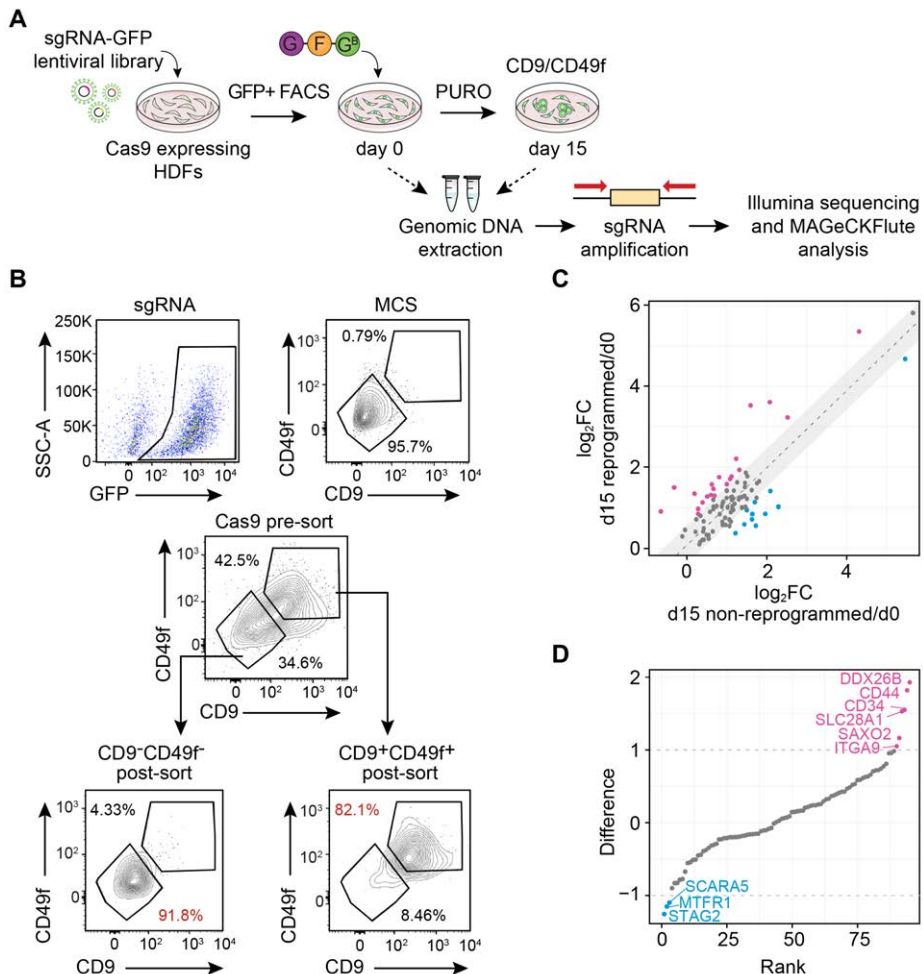 A
sgRNA-GFP
lentiviral library
G F Gᴮ
CD9/CD49f
GFP+ FACS
PURO
Cas9 expressing
HDFs
day 0
day 15
Genomic DNA
extraction
sgRNA
amplification
Illumina sequencing
and MAGeCKFlute
analysis
B
sgRNA
250K
150K
100K
50K
0
SSC-A
0 10² 10³ 10⁴
GFP
MCS
0.79%
10³
10²
0
CD49f
95.7%
0 10² 10³ 10⁴
CD9
Cas9 pre-sort
42.5%
10³
10²
0
CD49f
34.6%
0 10² 10³ 10⁴
CD9
CD9⁻CD49f⁻
post-sort
4.33%
10³
10²
0
CD49f
91.8%
0 10² 10³ 10⁴
CD9
CD9⁺CD49f⁺
post-sort
82.1%
10³
10²
0
CD49f
8.46%
0 10² 10³ 10⁴
CD9
C
6
4
2
0
log₂FC
d15 reprogrammed/d0
0 2 4
log₂FC
d15 non-reprogrammed/d0
D
2
1
0
−1
Difference
DDX26B
CD44
CD34
SLC28A1
SAXO2
ITGA9
SCARA5
MTFR1
STAG2
0 25 50 75
Rank